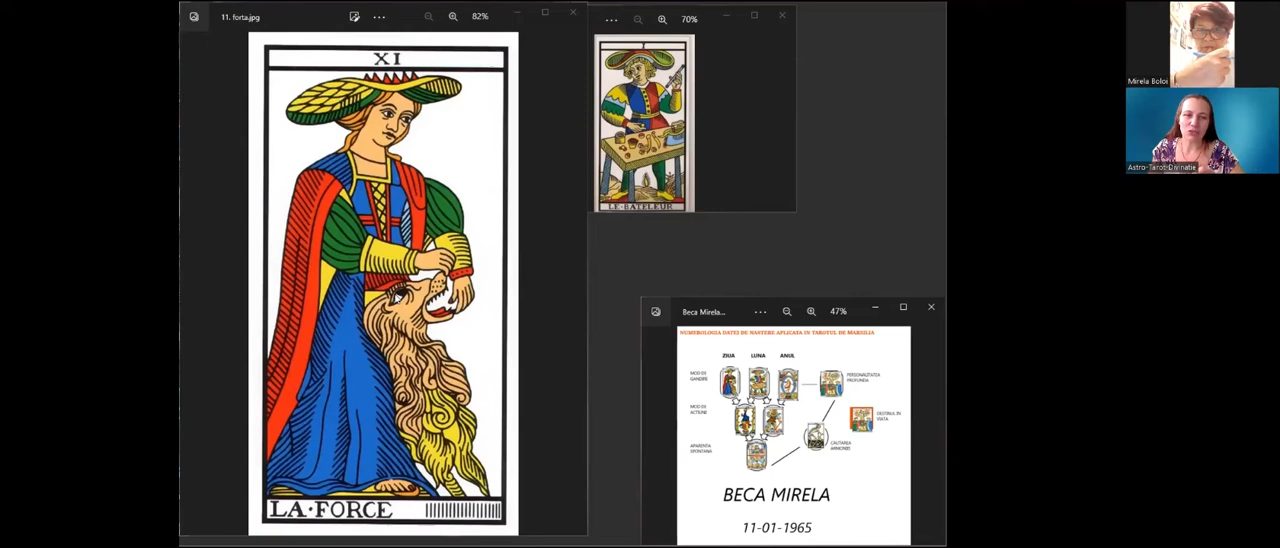 11. forta.jpg
82%
XI
LA·FORCE
70%
I
LE·BATELEUR
Beca Mirela...
47%
NUMEROLOGIA DATEI DE NASTERE APLICATA IN TAROTUL DE MARSILIA
ZIUA LUNA ANUL
MOD DE
GANDIRE
PERSONALITATEA
PROFUNDA
MOD DE
ACTIUNE
DESTINUL IN
VIATA
APARENTA
SPONTANA
CAUTAREA
ARMONIEI
BECA MIRELA
11-01-1965
Mirela Boloi
Astro-Tarot-Divinatie